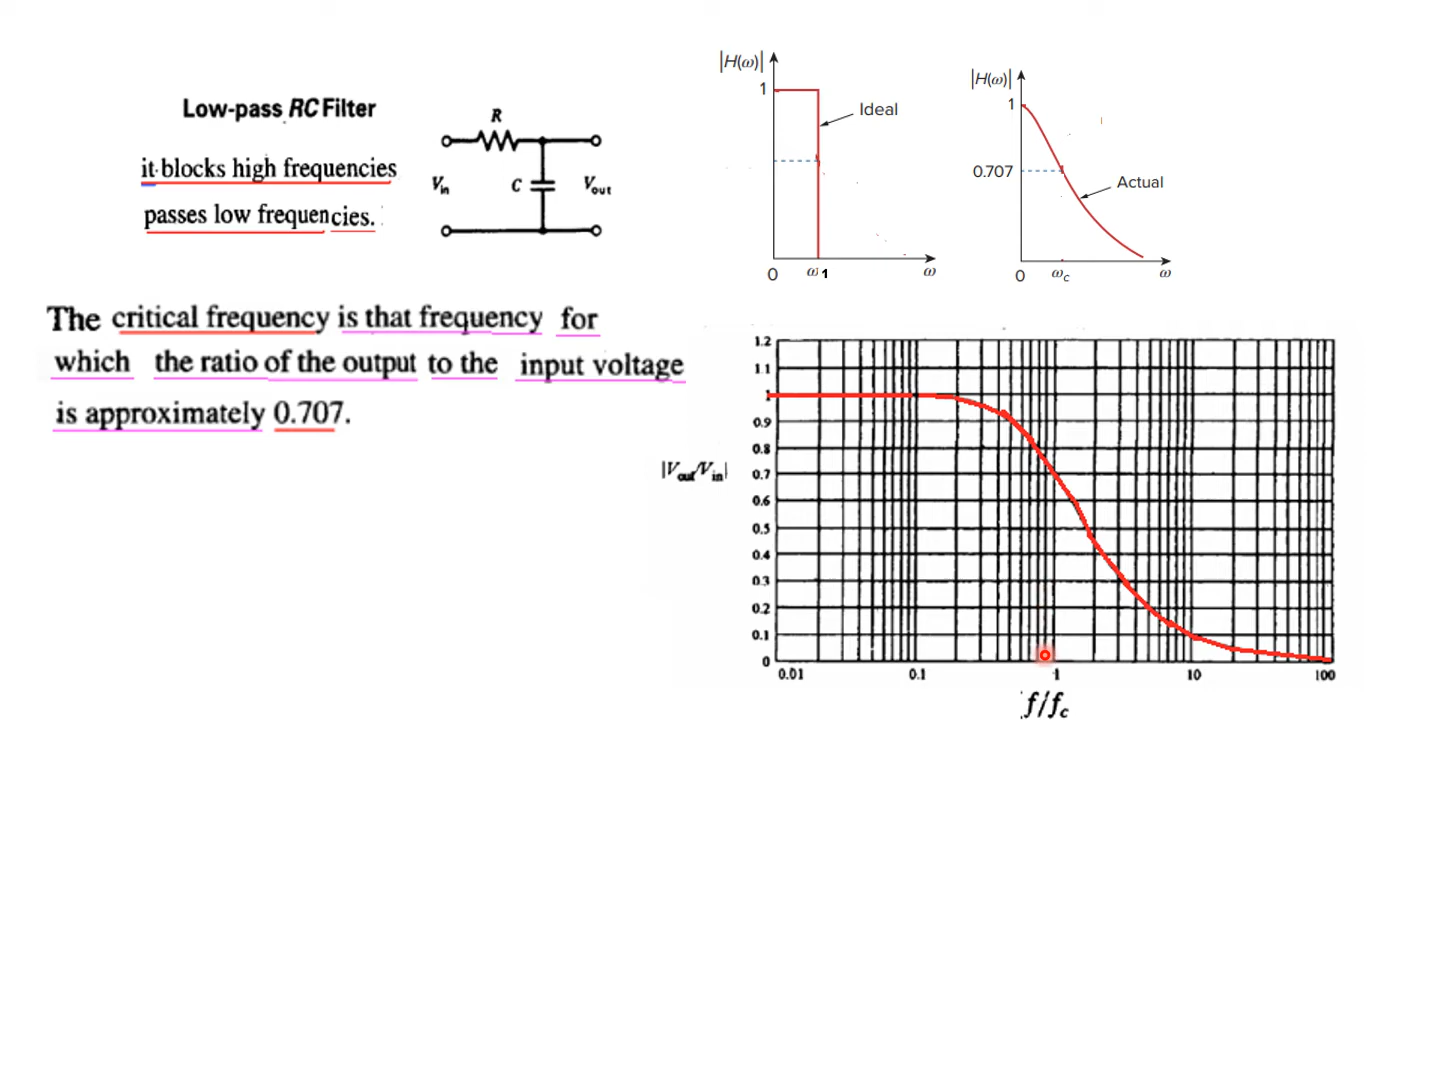 Low-pass RC Filter
it blocks high frequencies
passes low frequencies.
R
Vin
C
Vout
The critical frequency is that frequency for
which the ratio of the output to the input voltage
is approximately 0.707.
|H(ω)|
1
Ideal
0
ω1
ω
|H(ω)|
1
0.707
Actual
0
ωc
ω
|Vout/Vin|
1.2
1.1
1
0.9
0.8
0.7
0.6
0.5
0.4
0.3
0.2
0.1
0
0.01 0.1 1 10 100
f/fc